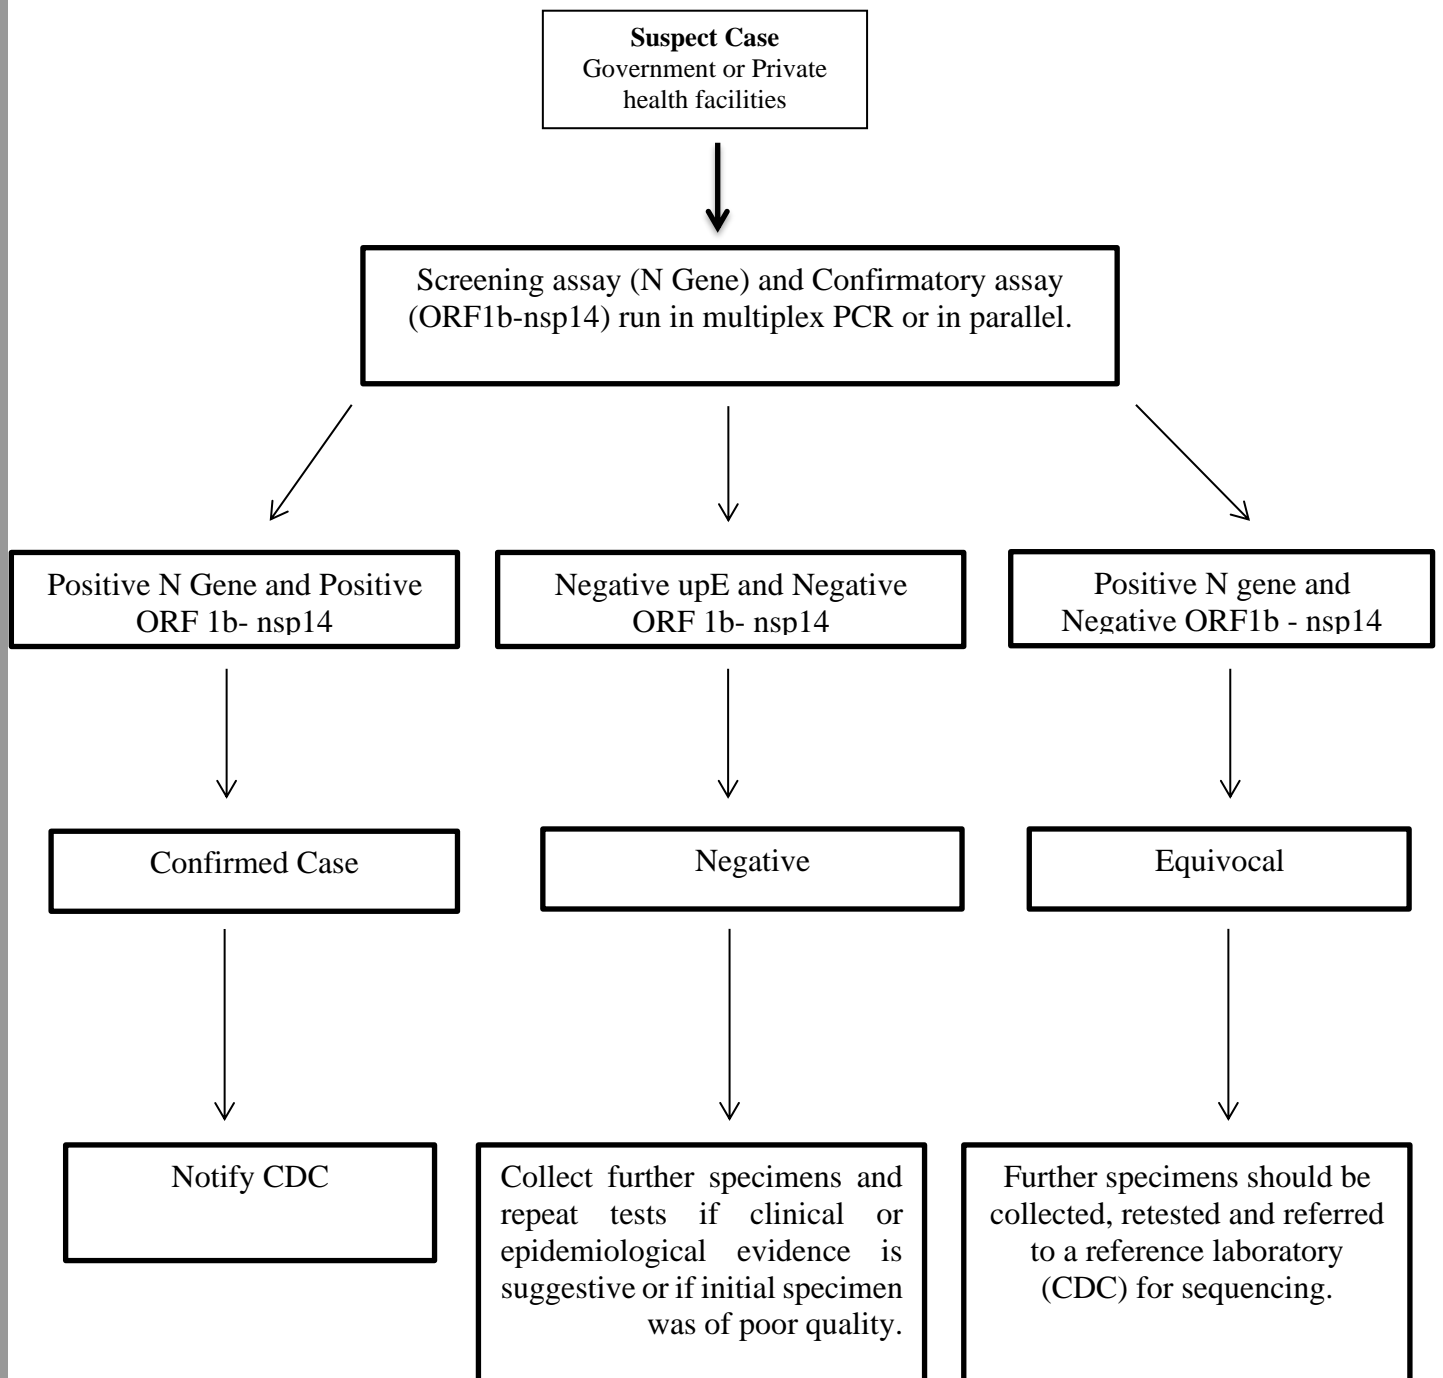 Suspect Case
Government or Private
health facilities
Screening assay (N Gene) and Confirmatory assay
(ORF1b-nsp14) run in multiplex PCR or in parallel.
Positive N Gene and Positive
ORF 1b- nsp14
Negative upE and Negative
ORF 1b- nsp14
Positive N gene and
Negative ORF1b - nsp14
Confirmed Case
Negative
Equivocal
Notify CDC
Collect further specimens and
repeat tests if clinical or
epidemiological evidence is
suggestive or if initial specimen
was of poor quality.
Further specimens should be
collected, retested and referred
to a reference laboratory
(CDC) for sequencing.